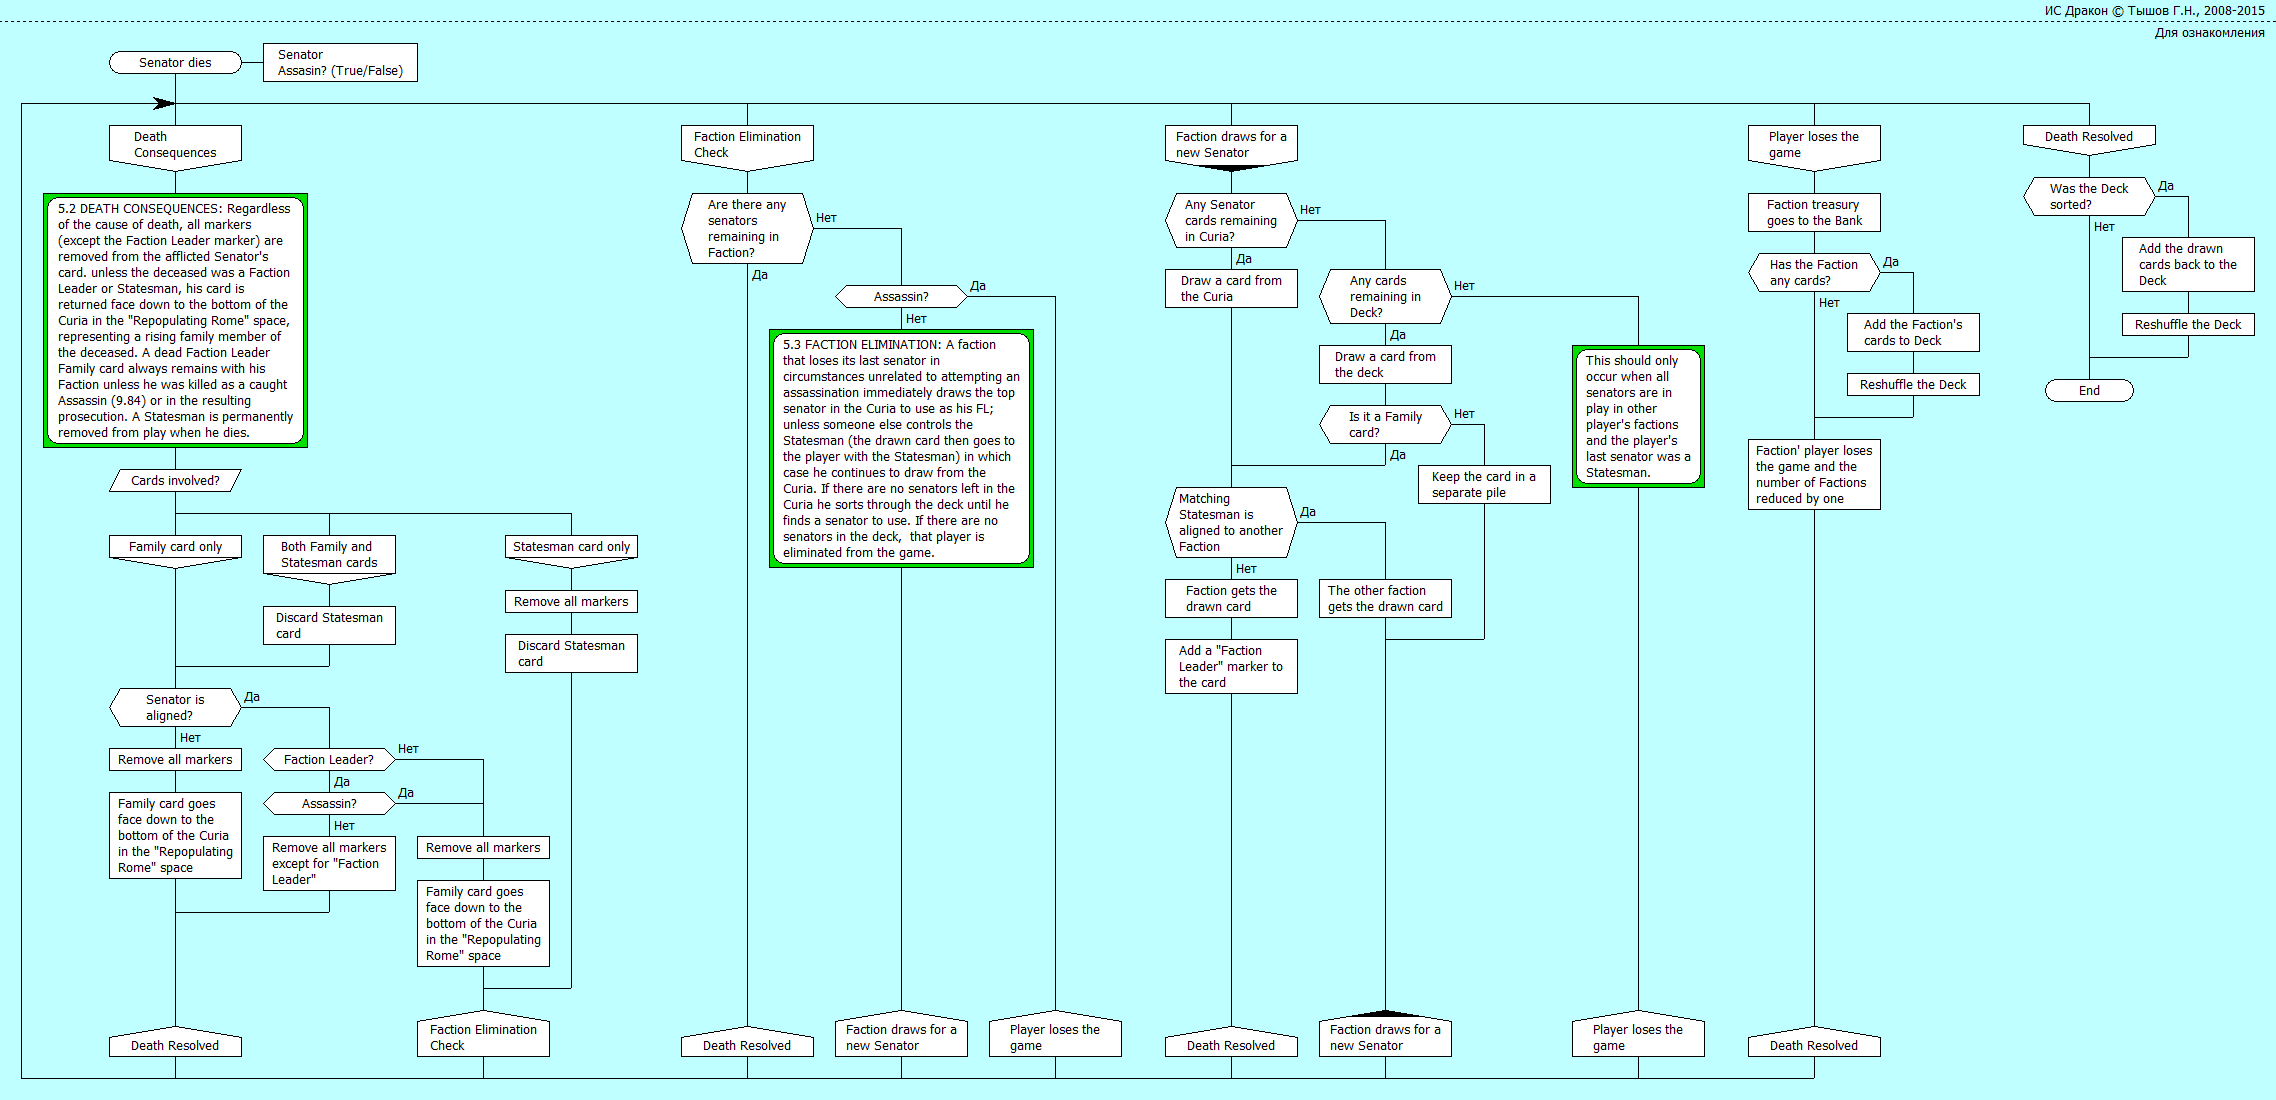 ИС Дракон © Тышов Г.Н., 2008-2015
Для ознакомления
Senator dies
Senator
Assasin? (True/False)
Death
Consequences
5.2 DEATH CONSEQUENCES: Regardless
of the cause of death, all markers
(except the Faction Leader marker) are
removed from the afflicted Senator's
card. unless the deceased was a Faction
Leader or Statesman, his card is
returned face down to the bottom of the
Curia in the "Repopulating Rome" space,
representing a rising family member of
the deceased. A dead Faction Leader
Family card always remains with his
Faction unless he was killed as a caught
Assassin (9.84) or in the resulting
prosecution. A Statesman is permanently
removed from play when he dies.
Cards involved?
Family card only
Both Family and
Statesman cards
Discard Statesman
card
Statesman card only
Remove all markers
Discard Statesman
card
Senator is
aligned?
Да
Нет
Remove all markers
Family card goes
face down to the
bottom of the Curia
in the "Repopulating
Rome" space
Faction Leader?
Нет
Да
Assassin?
Да
Нет
Remove all markers
except for "Faction
Leader"
Remove all markers
Family card goes
face down to the
bottom of the Curia
in the "Repopulating
Rome" space
Death Resolved
Faction Elimination
Check
Faction Elimination
Check
Are there any
senators
remaining in
Faction?
Нет
Да
Assassin?
Да
Нет
5.3 FACTION ELIMINATION: A faction
that loses its last senator in
circumstances unrelated to attempting an
assassination immediately draws the top
senator in the Curia to use as his FL;
unless someone else controls the
Statesman (the drawn card then goes to
the player with the Statesman) in which
case he continues to draw from the
Curia. If there are no senators left in the
Curia he sorts through the deck until he
finds a senator to use. If there are no
senators in the deck,  that player is
eliminated from the game.
Death Resolved
Faction draws for a
new Senator
Player loses the
game
Faction draws for a
new Senator
Any Senator
cards remaining
in Curia?
Нет
Да
Draw a card from
the Curia
Any cards
remaining in
Deck?
Нет
Да
Draw a card from
the deck
Is it a Family
card?
Нет
Да
Keep the card in a
separate pile
Matching
Statesman is
aligned to another
Faction
Да
Нет
Faction gets the
drawn card
The other faction
gets the drawn card
Add a "Faction
Leader" marker to
the card
This should only
occur when all
senators are in
play in other
player's factions
and the player's
last senator was a
Statesman.
Death Resolved
Faction draws for a
new Senator
Player loses the
game
Player loses the
game
Faction treasury
goes to the Bank
Has the Faction
any cards?
Да
Нет
Add the Faction's
cards to Deck
Reshuffle the Deck
Faction' player loses
the game and the
number of Factions
reduced by one
Death Resolved
Death Resolved
Was the Deck
sorted?
Да
Нет
Add the drawn
cards back to the
Deck
Reshuffle the Deck
End